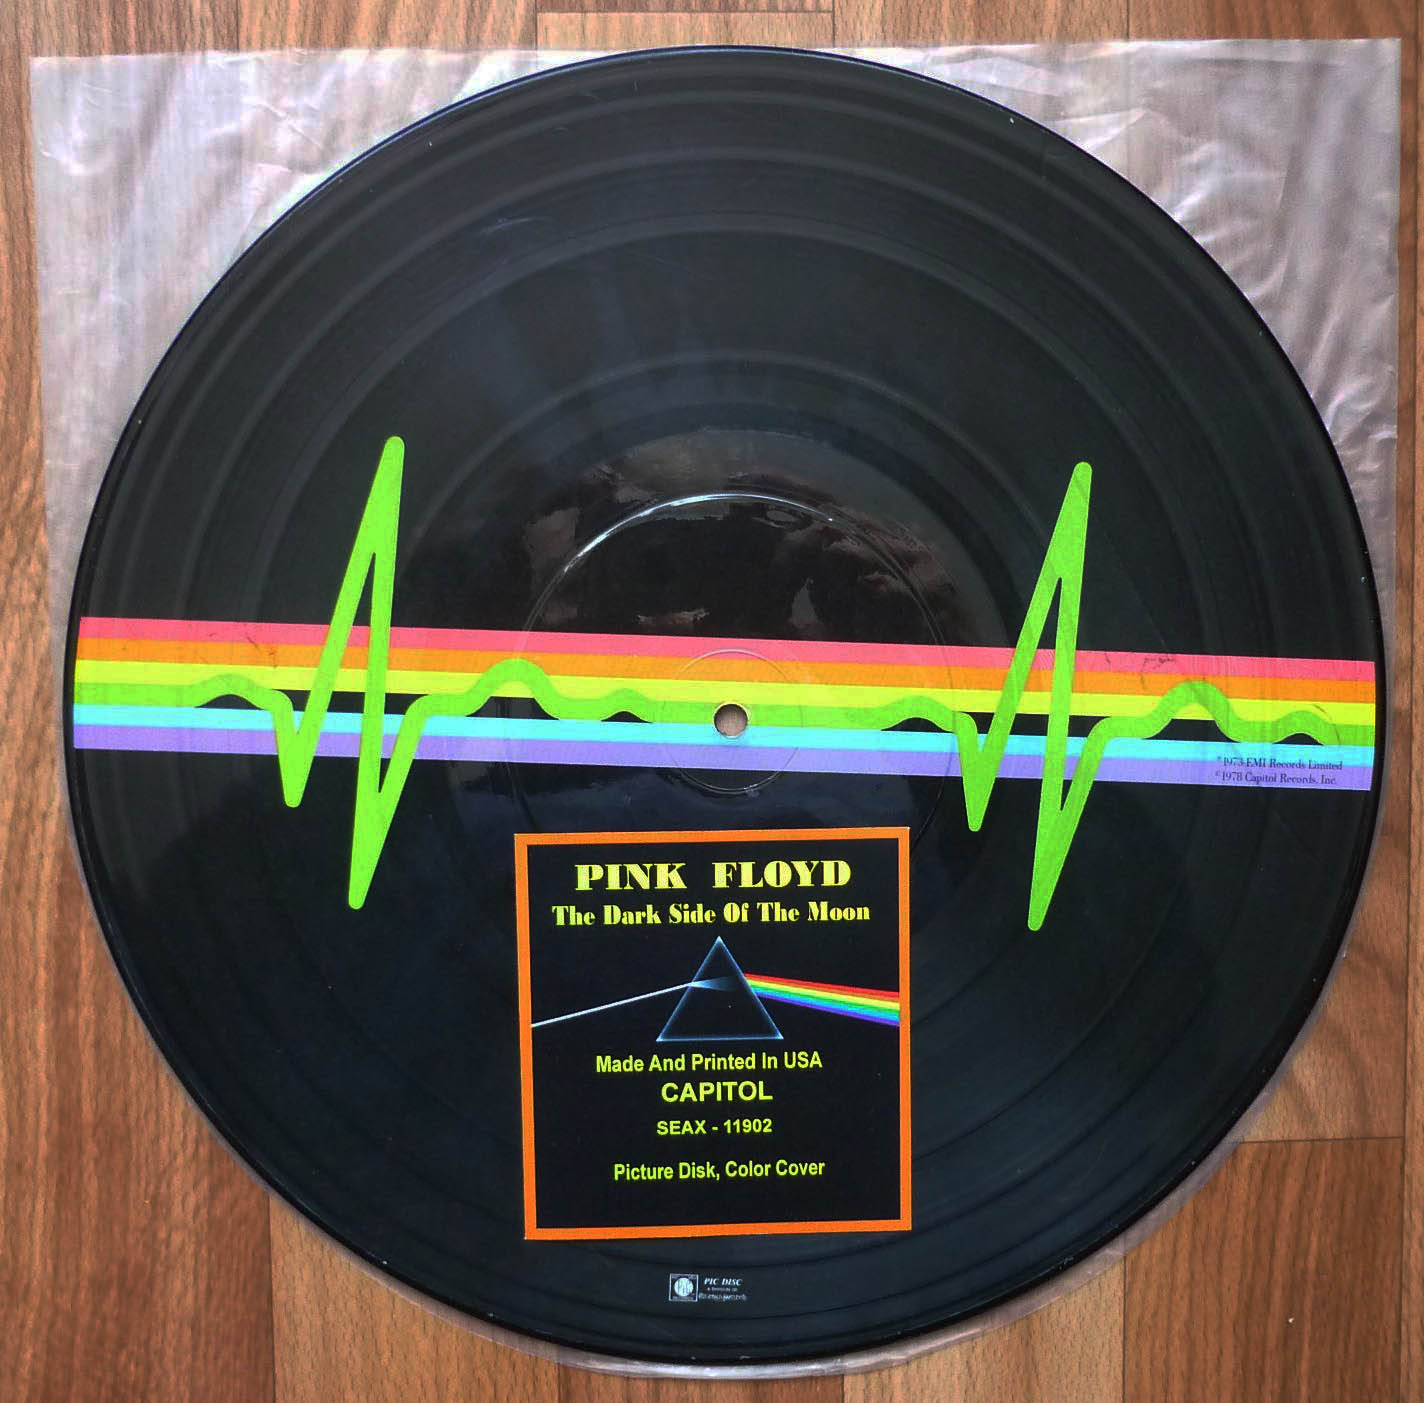 ℗1973 EMI Records Limited
©1978 Capitol Records, Inc.
PINK FLOYD
The Dark Side Of The Moon
Made And Printed In USA
CAPITOL
SEAX - 11902
Picture Disk, Color Cover
PIC DISC